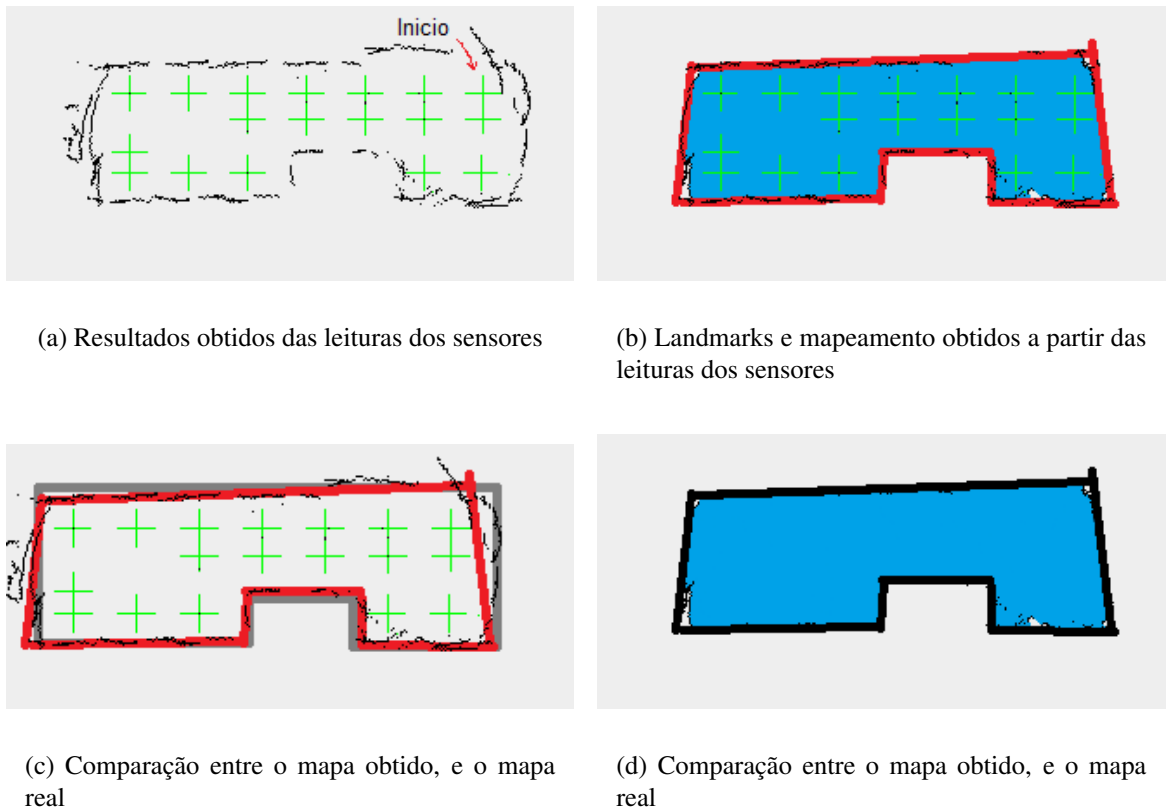 Inicio
(a) Resultados obtidos das leituras dos sensores
(b) Landmarks e mapeamento obtidos a partir das
leituras dos sensores
(c) Comparação entre o mapa obtido, e o mapa
real
(d) Comparação entre o mapa obtido, e o mapa
real